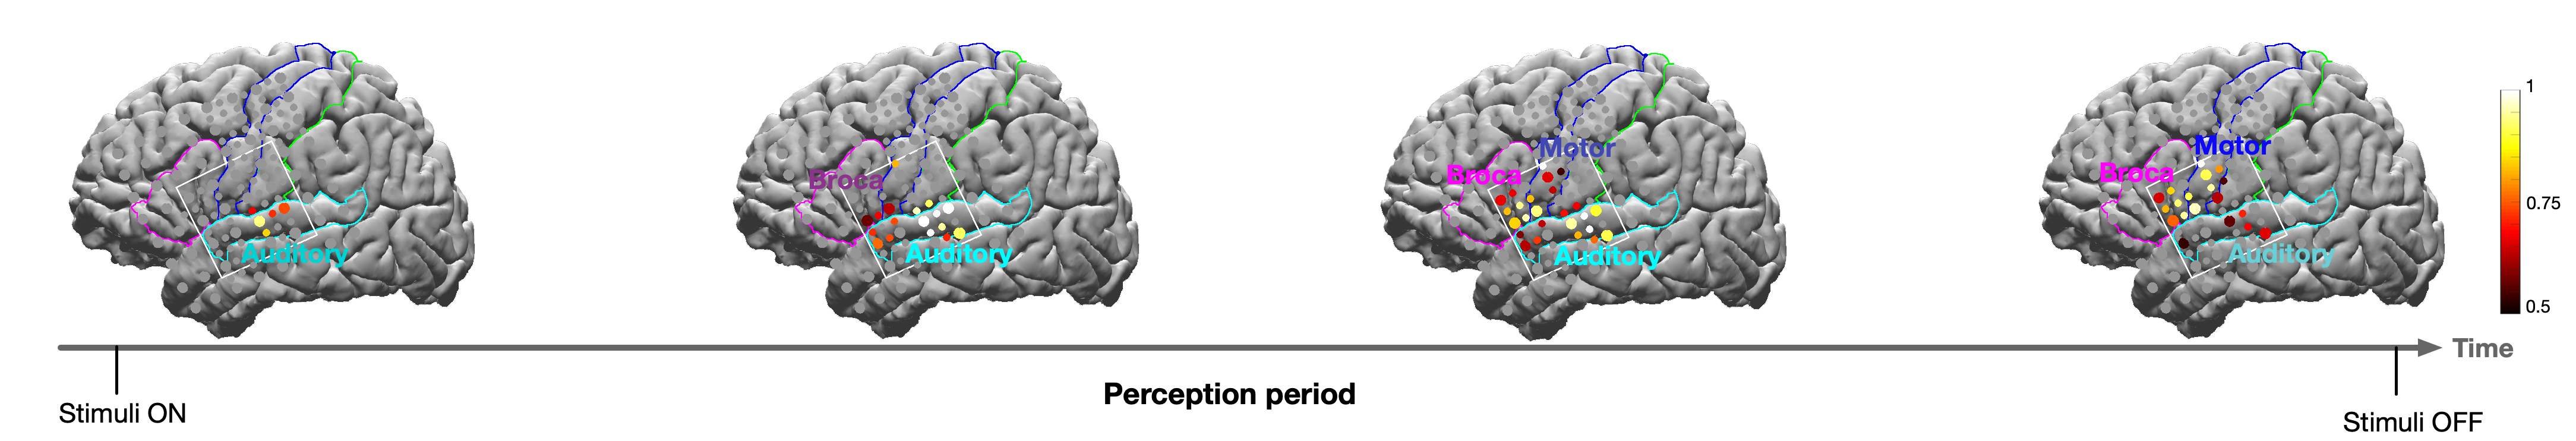 Auditory
Broca
Auditory
Motor
Broca
Auditory
Motor
Broca
Auditory
1
0.75
0.5
Time
Stimuli ON
Perception period
Stimuli OFF